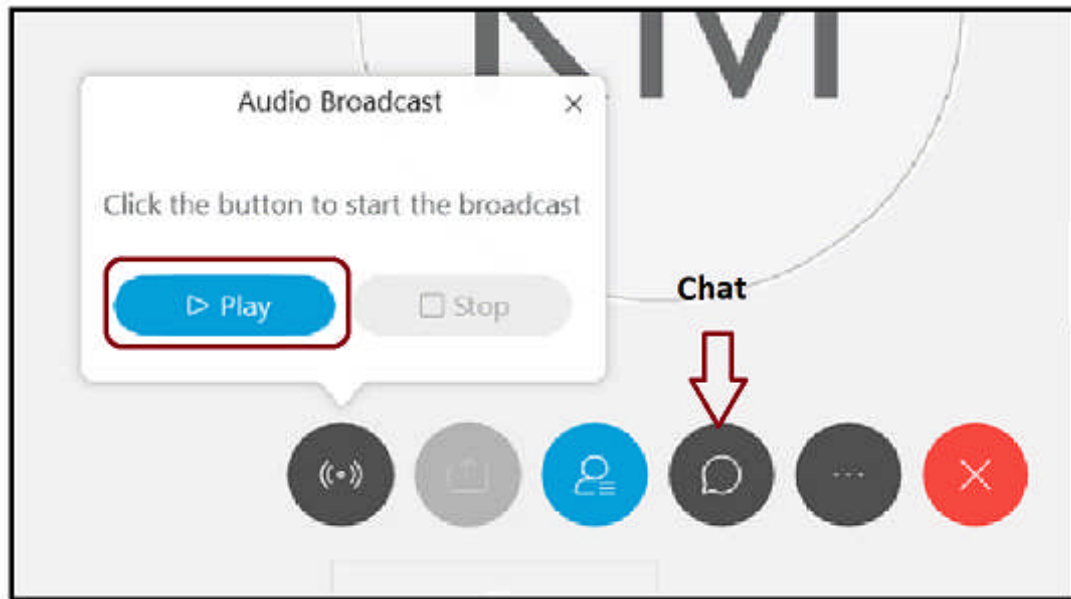 KM
Audio Broadcast
Click the button to start the broadcast
Play
Stop
Chat